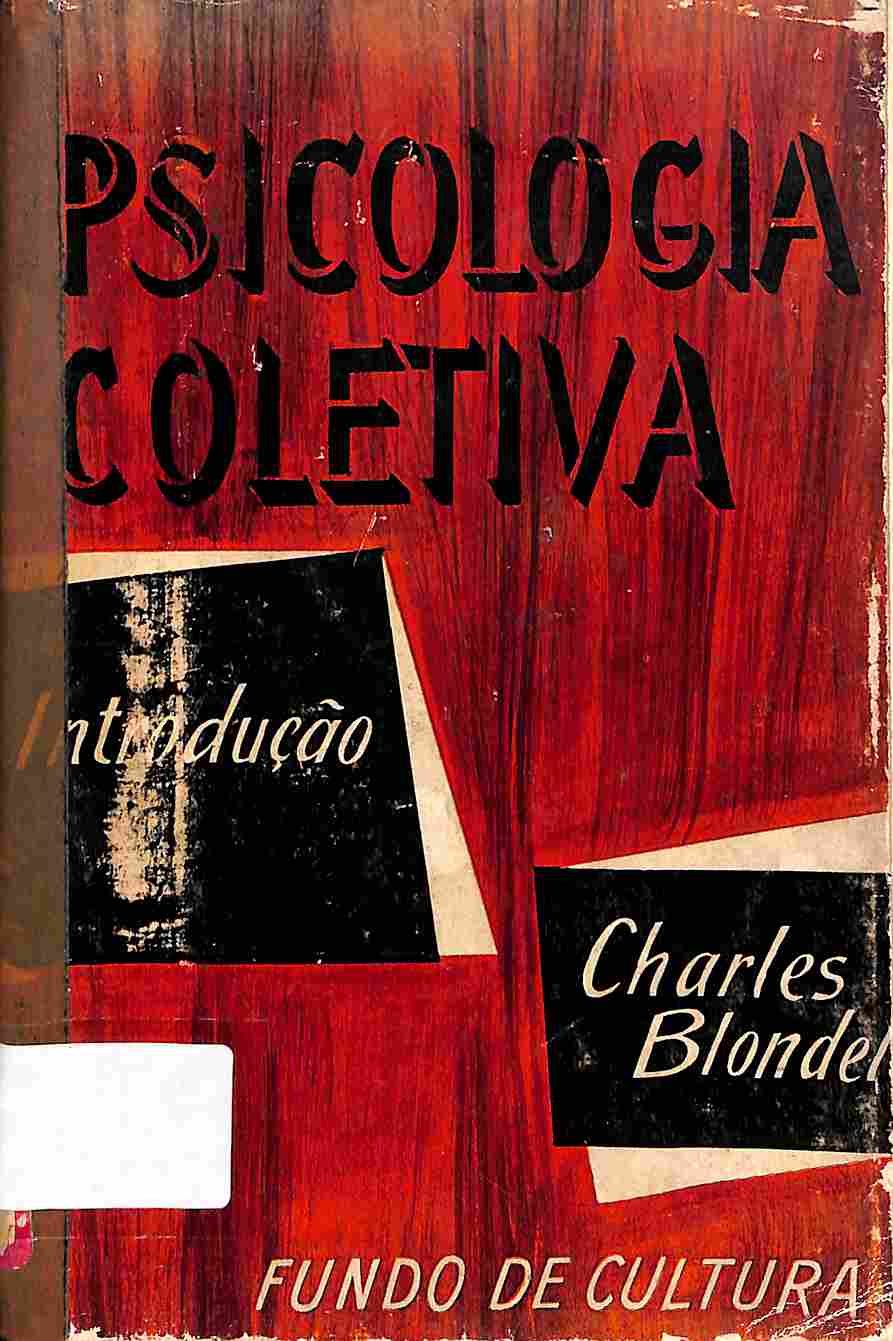 PSICOLOGIA
COLETIVA
Introdução
Charles
Blondel
FUNDO DE CULTURA